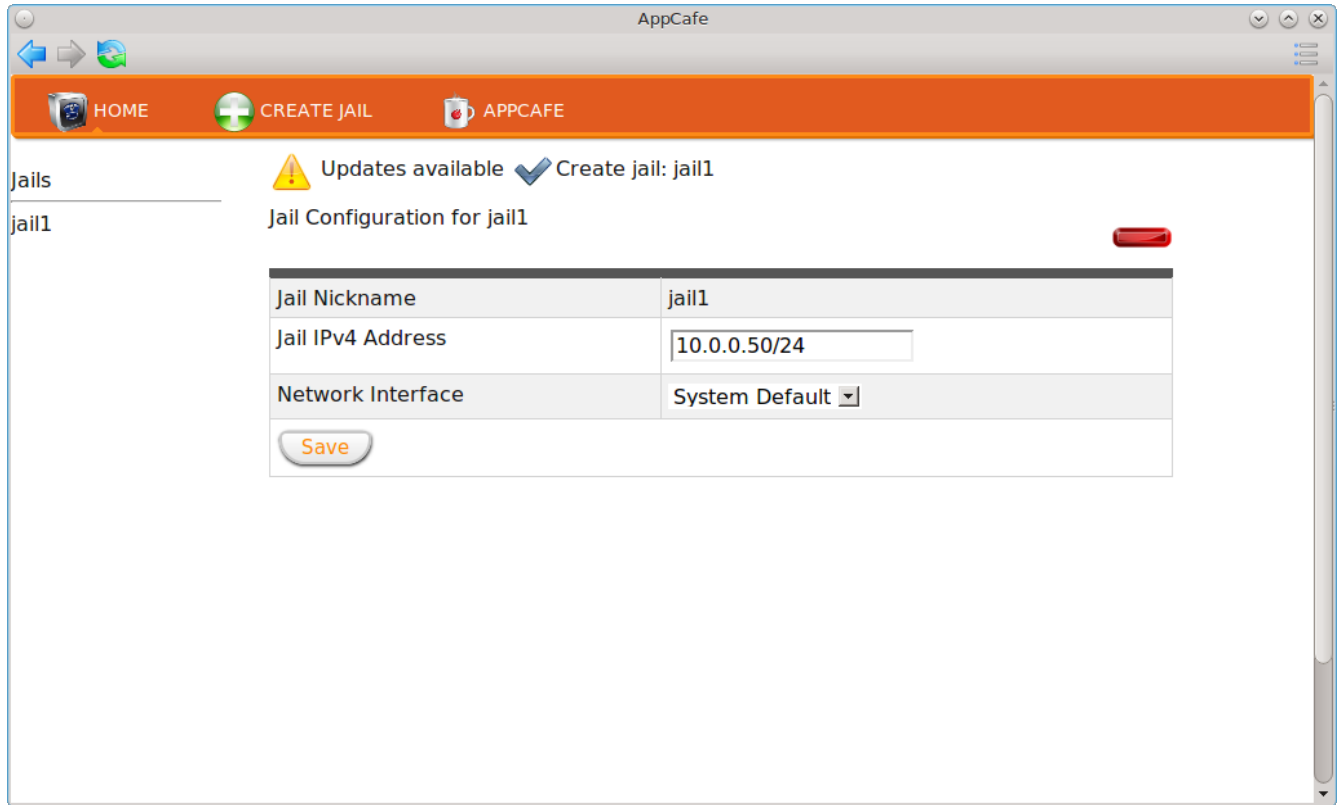 AppCafe
HOME CREATE JAIL APPCAFE
Jails
jail1
Updates available Create jail: jail1
Jail Configuration for jail1
Jail Nickname jail1
Jail IPv4 Address 10.0.0.50/24
Network Interface System Default
Save